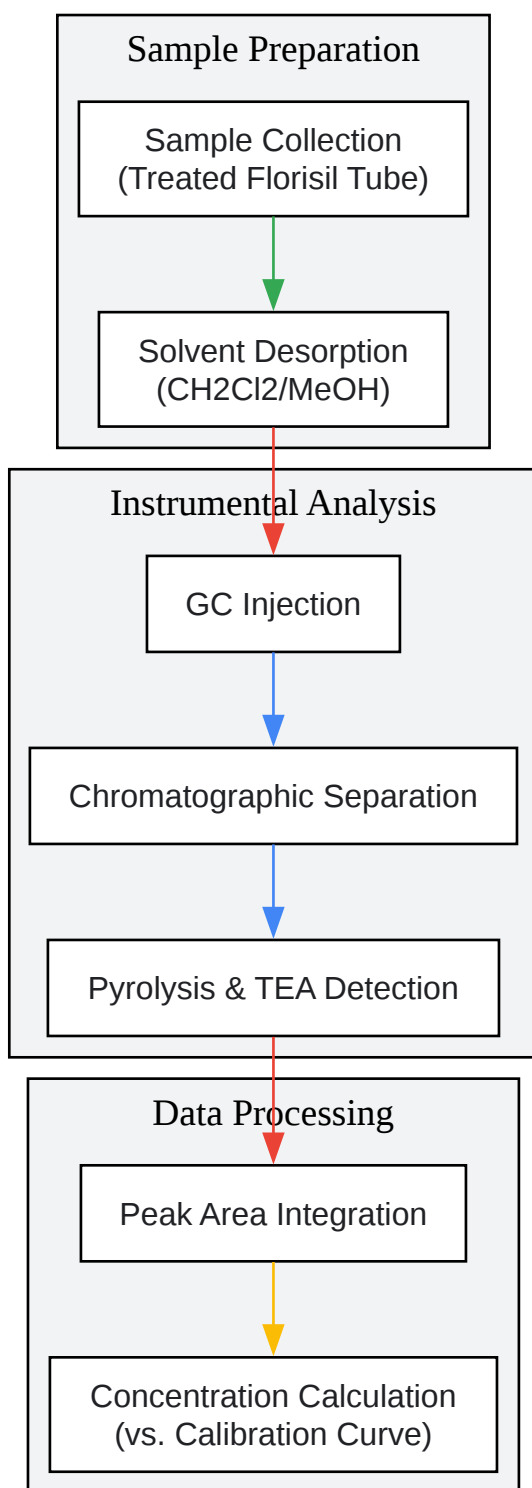 Sample Preparation
Sample Collection
(Treated Florisil Tube)
Solvent Desorption
(CH2Cl2/MeOH)
Instrumental Analysis
GC Injection
Chromatographic Separation
Pyrolysis & TEA Detection
Data Processing
Peak Area Integration
Concentration Calculation
(vs. Calibration Curve)